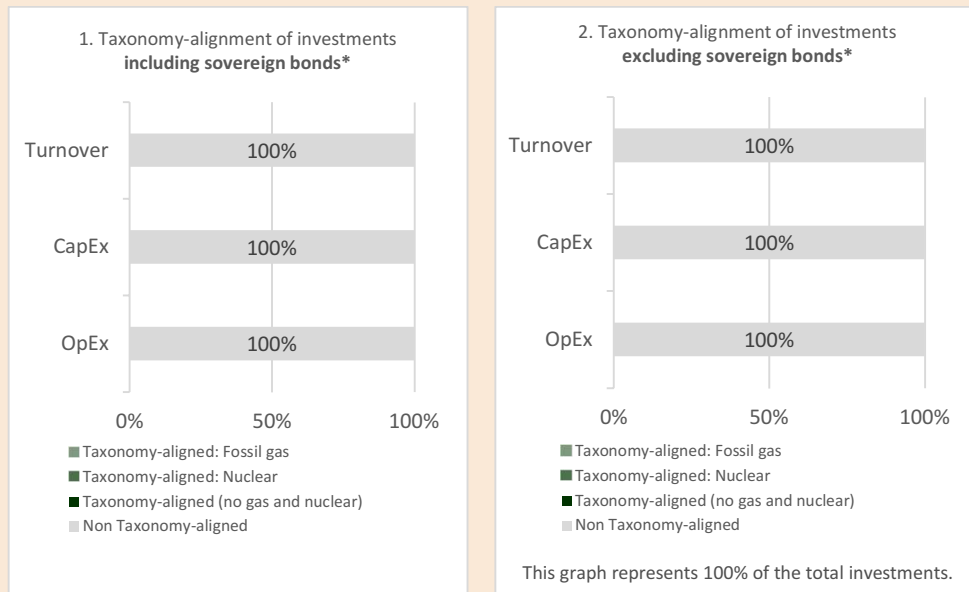 1. Taxonomy-alignment of investments
including sovereign bonds*
Turnover
100%
CapEx
100%
OpEx
100%
0%
50%
100%
Taxonomy-aligned: Fossil gas
Taxonomy-aligned: Nuclear
Taxonomy-aligned (no gas and nuclear)
Non Taxonomy-aligned
2. Taxonomy-alignment of investments
excluding sovereign bonds*
Turnover
100%
CapEx
100%
OpEx
100%
0%
50%
100%
Taxonomy-aligned: Fossil gas
Taxonomy-aligned: Nuclear
Taxonomy-aligned (no gas and nuclear)
Non Taxonomy-aligned
This graph represents 100% of the total investments.